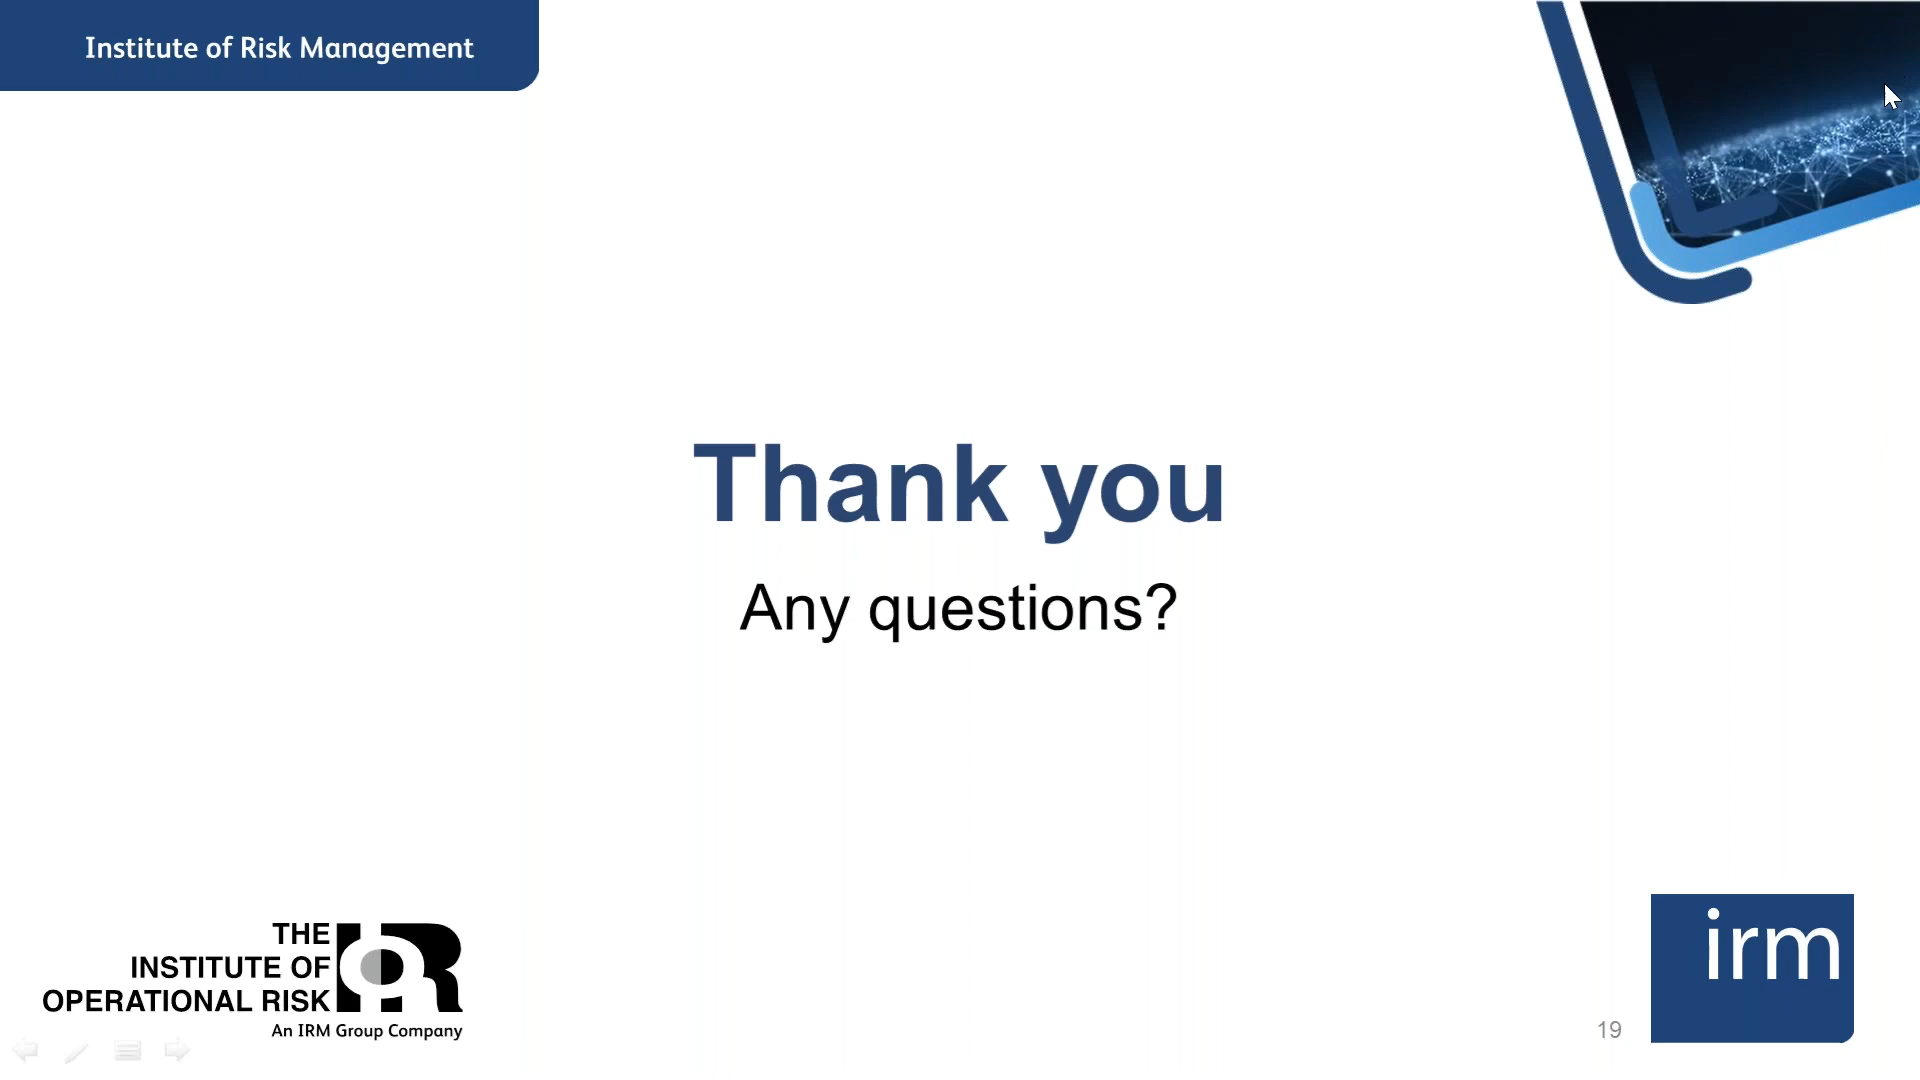 Institute of Risk Management
Thank you
Any questions?
THE
INSTITUTE OF
OPERATIONAL RISK
IOR
An IRM Group Company
19
irm